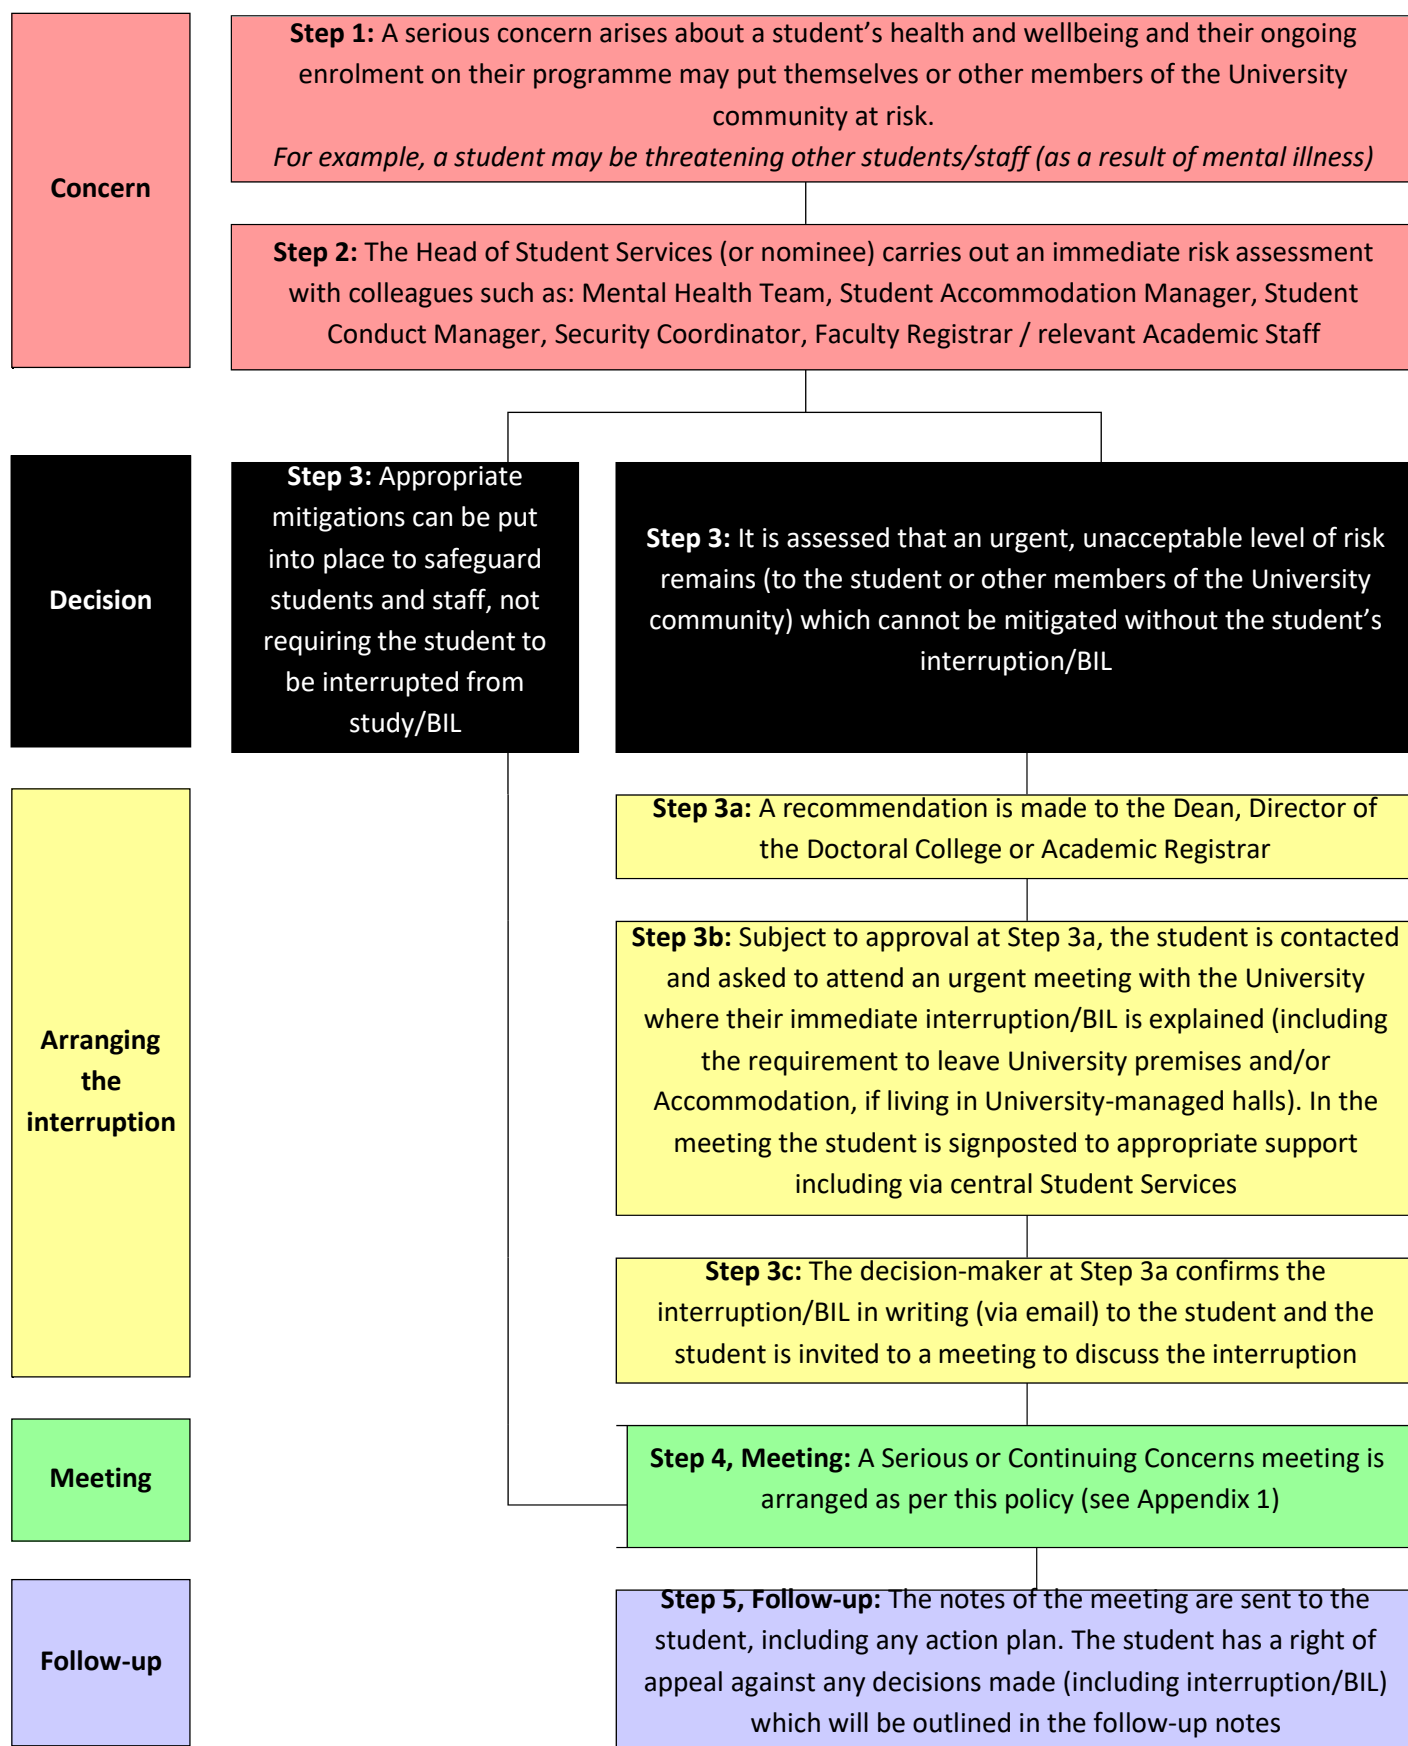 Concern
Step 1: A serious concern arises about a student’s health and wellbeing and their ongoing
enrolment on their programme may put themselves or other members of the University
community at risk.
For example, a student may be threatening other students/staff (as a result of mental illness)
Step 2: The Head of Student Services (or nominee) carries out an immediate risk assessment
with colleagues such as: Mental Health Team, Student Accommodation Manager, Student
Conduct Manager, Security Coordinator, Faculty Registrar / relevant Academic Staff
Decision
Step 3: Appropriate
mitigations can be put
into place to safeguard
students and staff, not
requiring the student to
be interrupted from
study/BIL
Step 3: It is assessed that an urgent, unacceptable level of risk
remains (to the student or other members of the University
community) which cannot be mitigated without the student’s
interruption/BIL
Arranging
the
interruption
Step 3a: A recommendation is made to the Dean, Director of
the Doctoral College or Academic Registrar
Step 3b: Subject to approval at Step 3a, the student is contacted
and asked to attend an urgent meeting with the University
where their immediate interruption/BIL is explained (including
the requirement to leave University premises and/or
Accommodation, if living in University-managed halls). In the
meeting the student is signposted to appropriate support
including via central Student Services
Step 3c: The decision-maker at Step 3a confirms the
interruption/BIL in writing (via email) to the student and the
student is invited to a meeting to discuss the interruption
Meeting
Step 4, Meeting: A Serious or Continuing Concerns meeting is
arranged as per this policy (see Appendix 1)
Follow-up
Step 5, Follow-up: The notes of the meeting are sent to the
student, including any action plan. The student has a right of
appeal against any decisions made (including interruption/BIL)
which will be outlined in the follow-up notes